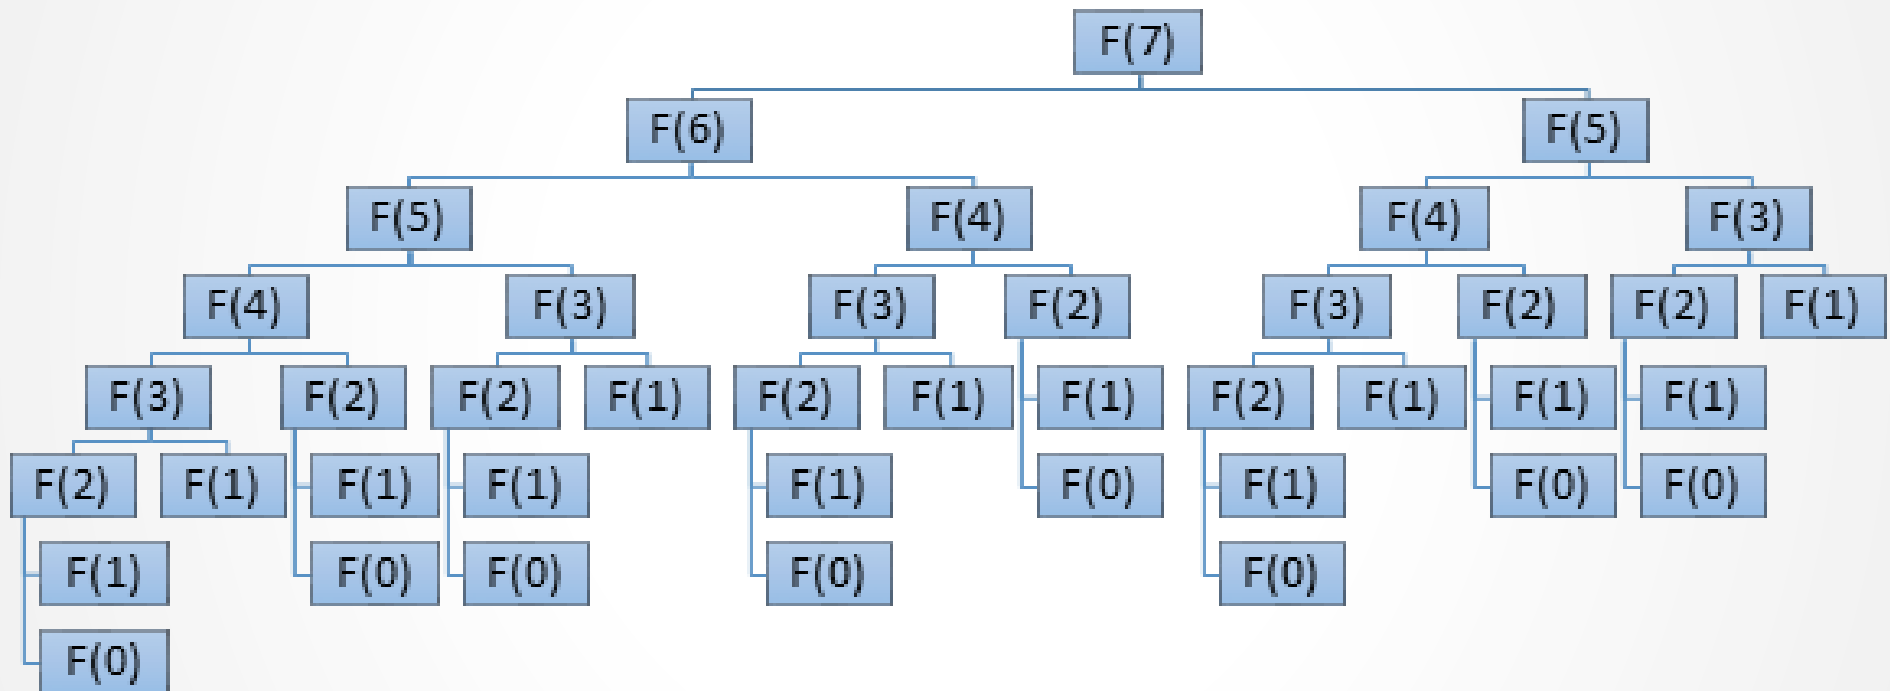 F(7)
F(6) F(5)
F(5) F(4) F(4) F(3)
F(4) F(3) F(3) F(2) F(3) F(2) F(2) F(1)
F(3) F(2) F(2) F(1) F(2) F(1) F(1) F(2) F(1) F(1) F(1)
F(2) F(1) F(1) F(1) F(1) F(0) F(1) F(0) F(0)
F(1) F(0) F(0) F(0) F(0)
F(0)